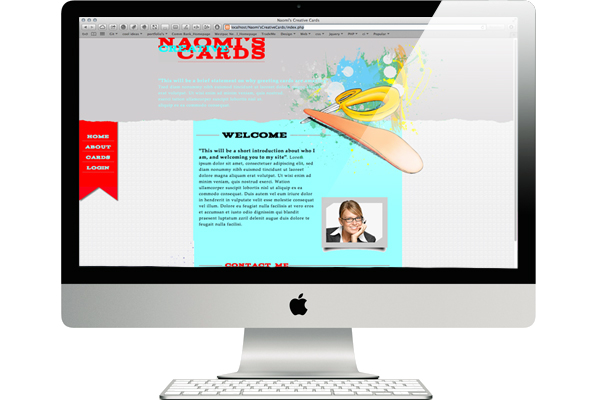 Naomi's Creative Cards
localhost/Naomi'sCreativeCards/index.php
NAOMI'S
CREATIVE
CARDS
HOME
ABOUT
CARDS
LOGIN
WELCOME
"This will be a short introduction about who I
am, and welcoming you to my site". Lorem
ipsum dolor sit amet, consectetuer adipiscing elit, sed
diam nonummy nibh euismod tincidunt ut laoreet
dolore magna aliquam erat volutpat. Ut wisi enim ad
minim veniam, quis nostrud exerci. Wation
ullamcorper suscipit lobortis nisl ut aliquip ex ea
commodo consequat. Duis autem vel eum iriure dolor
in hendrerit in vulputate velit esse molestie consequat
vel illum. Dolore eu feugiat nulla facilisis at vero eros
et accumsan et iusto odio dignissim qui blandit
praesent luptatum zzril delenit augue duis dolore te
feugait nulla facilisi.
CONTACT ME